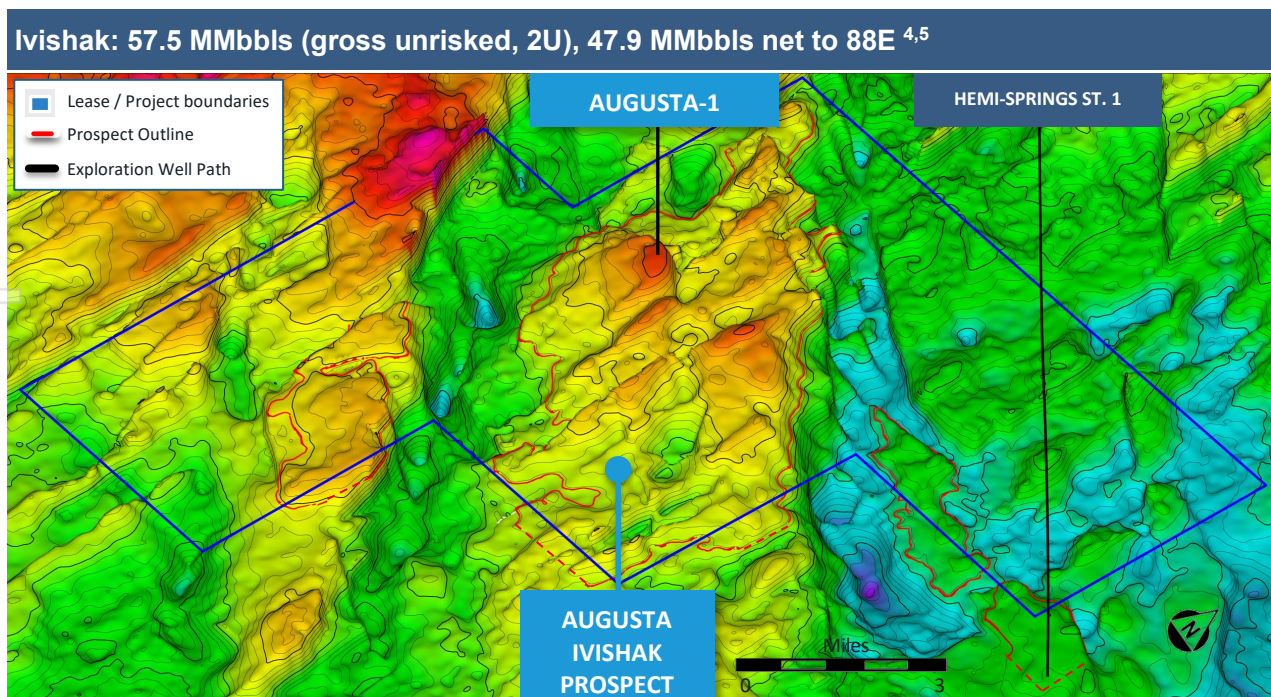 Ivishak: 57.5 MMbbls (gross unrisked, 2U), 47.9 MMbbls net to 88E 4,5
Lease / Project boundaries
Prospect Outline
Exploration Well Path
AUGUSTA-1
HEMI-SPRINGS ST. 1
AUGUSTA
IVISHAK
PROSPECT
Miles
0 3
N